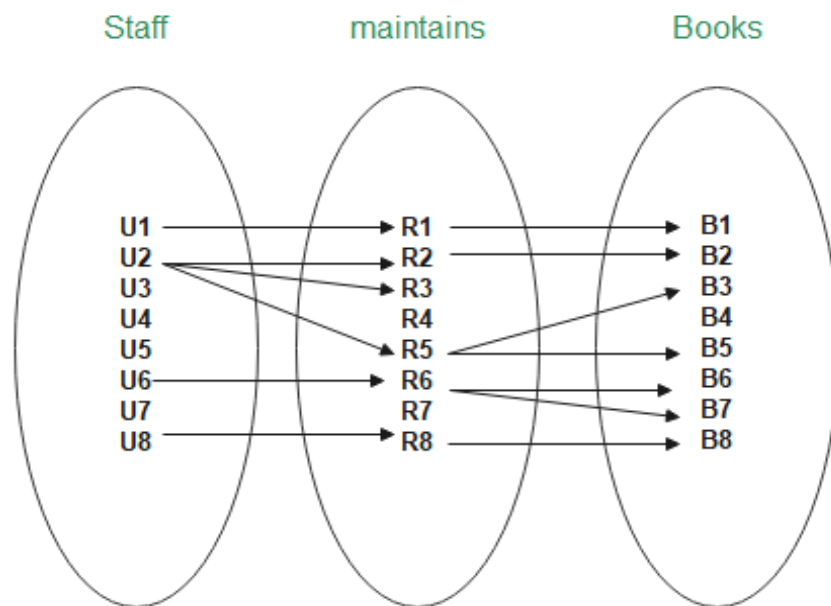 Staff maintains Books
U1 R1 B1
U2 R2 B2
U3 R3 B3
U4 R4 B4
U5 R5 B5
U6 R6 B6
U7 R7 B7
U8 R8 B8